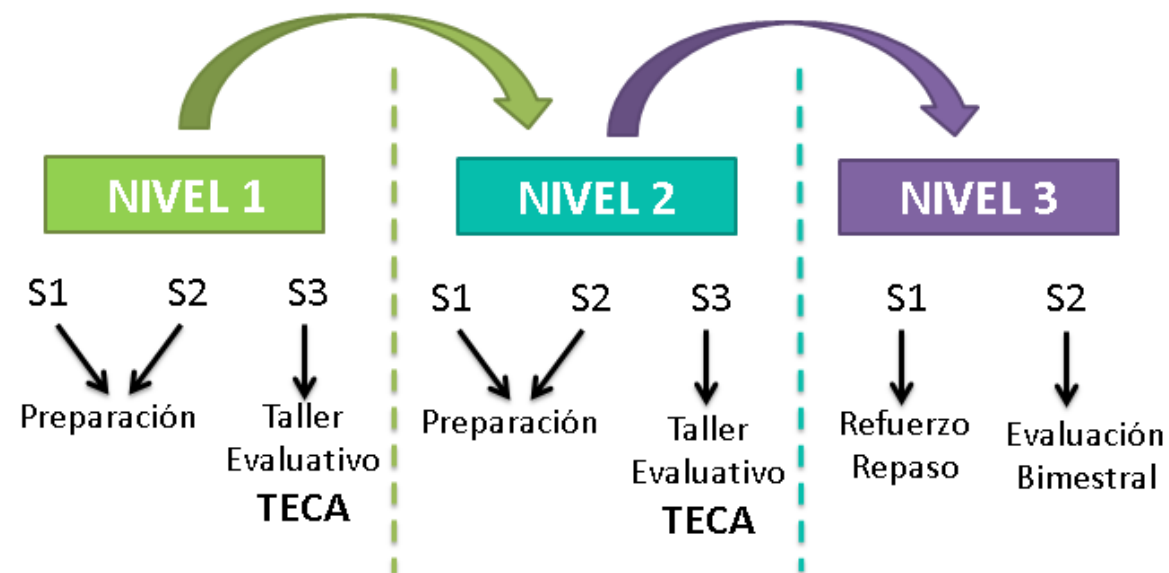 NIVEL 1
S1 S2 S3
Preparación
Taller
Evaluativo
TECA
NIVEL 2
S1 S2 S3
Preparación
Taller
Evaluativo
TECA
NIVEL 3
S1 S2
Refuerzo
Repaso
Evaluación
Bimestral